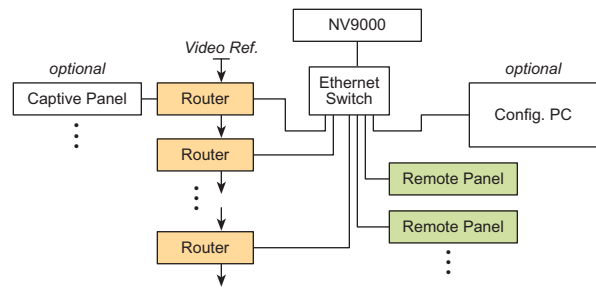 NV9000
Video Ref.
optional
Captive Panel
Router
Ethernet
Switch
optional
Config. PC
Router
Remote Panel
Remote Panel
Router